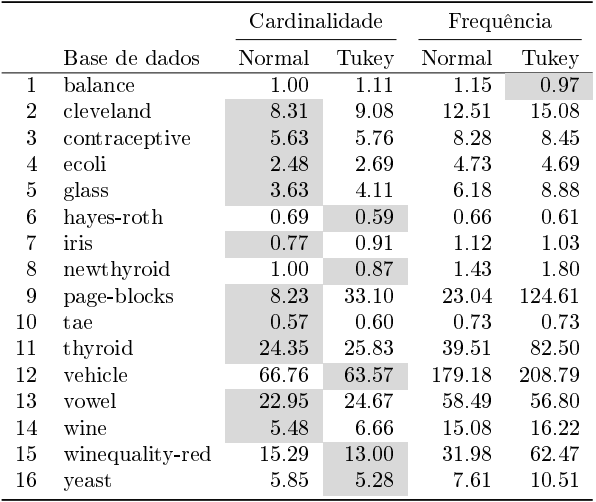 Cardinalidade Frequência
Base de dados Normal Tukey Normal Tukey
1 balance 1.00 1.11 1.15 0.97
2 cleveland 8.31 9.08 12.51 15.08
3 contraceptive 5.63 5.76 8.28 8.45
4 ecoli 2.48 2.69 4.73 4.69
5 glass 3.63 4.11 6.18 8.88
6 hayes-roth 0.69 0.59 0.66 0.61
7 iris 0.77 0.91 1.12 1.03
8 newthyroid 1.00 0.87 1.43 1.80
9 page-blocks 8.23 33.10 23.04 124.61
10 tae 0.57 0.60 0.73 0.73
11 thyroid 24.35 25.83 39.51 82.50
12 vehicle 66.76 63.57 179.18 208.79
13 vowel 22.95 24.67 58.49 56.80
14 wine 5.48 6.66 15.08 16.22
15 winequality-red 15.29 13.00 31.98 62.47
16 yeast 5.85 5.28 7.61 10.51